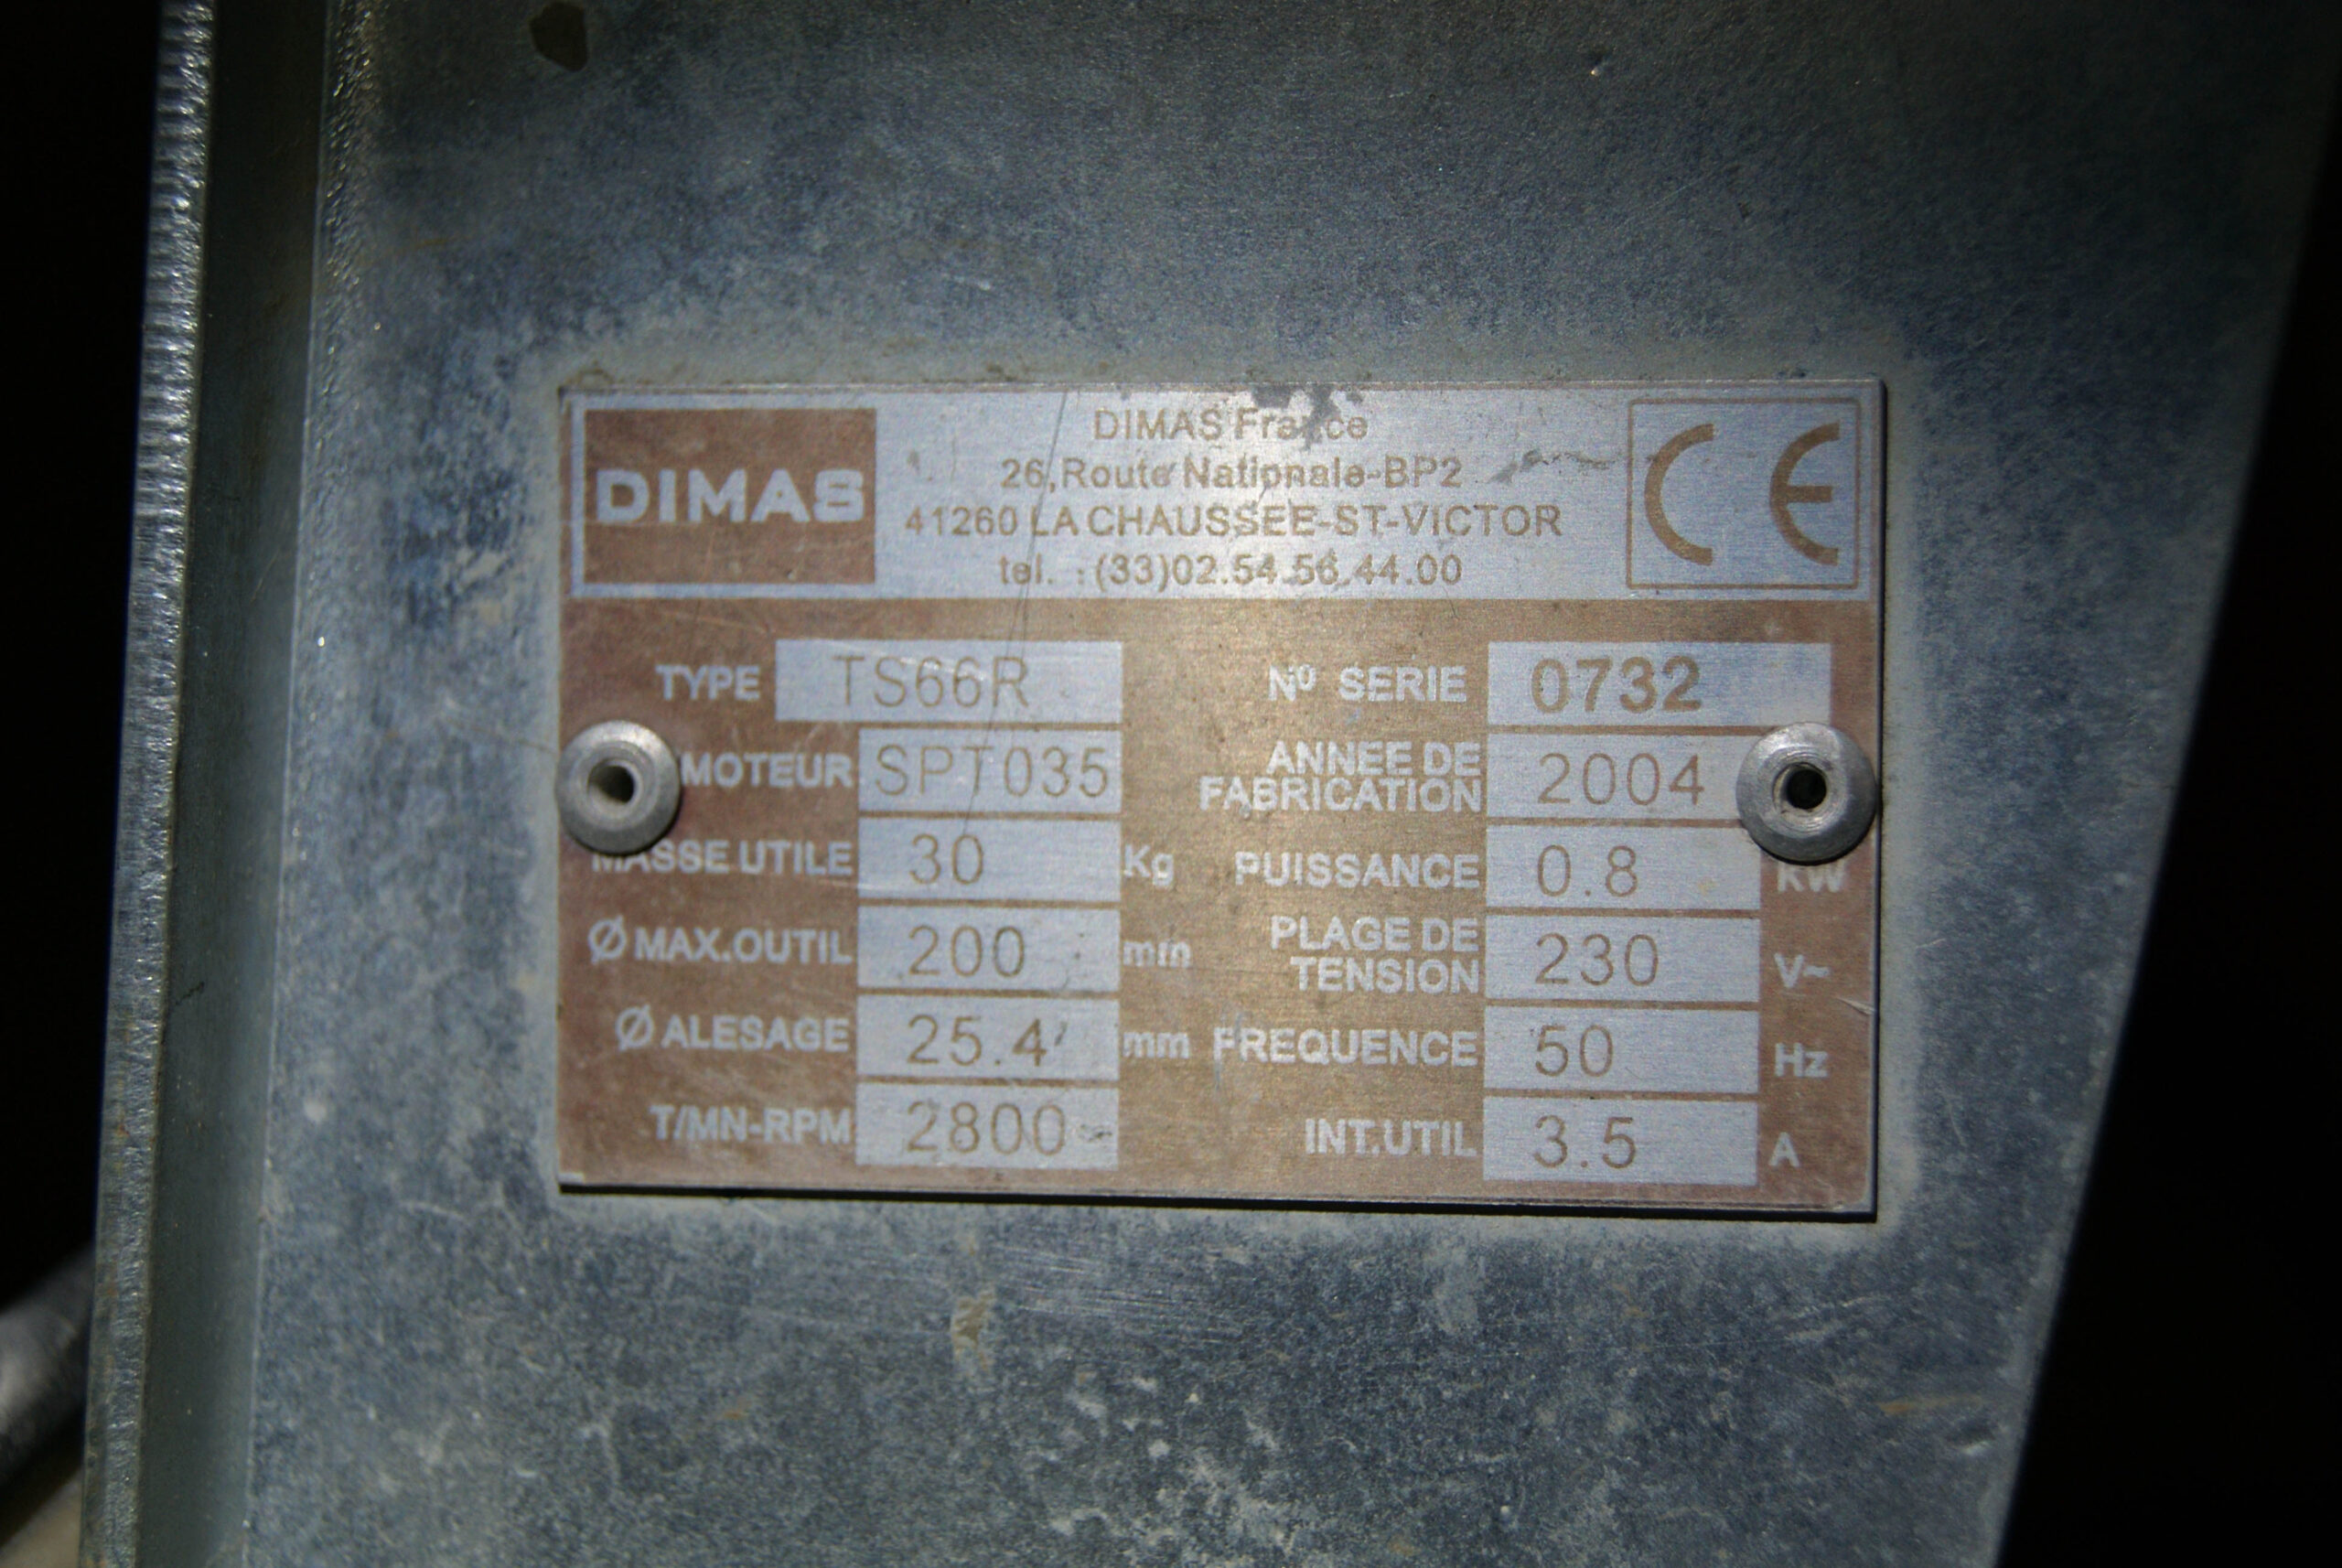 DIMAS
DIMAS France
26,Route Nationale-BP2
41260 LA CHAUSSEE-ST-VICTOR
tel. :(33)02.54.56.44.00
CE
TYPE TS66R
N° SERIE 0732
MOTEUR SPT035
ANNEE DE
FABRICATION 2004
MASSE UTILE 30 Kg
PUISSANCE 0.8 KW
Ø MAX.OUTIL 200 mm
PLAGE DE
TENSION 230 V~
Ø ALESAGE 25.4 mm
FREQUENCE 50 Hz
T/MN-RPM 2800
INT.UTIL 3.5 A